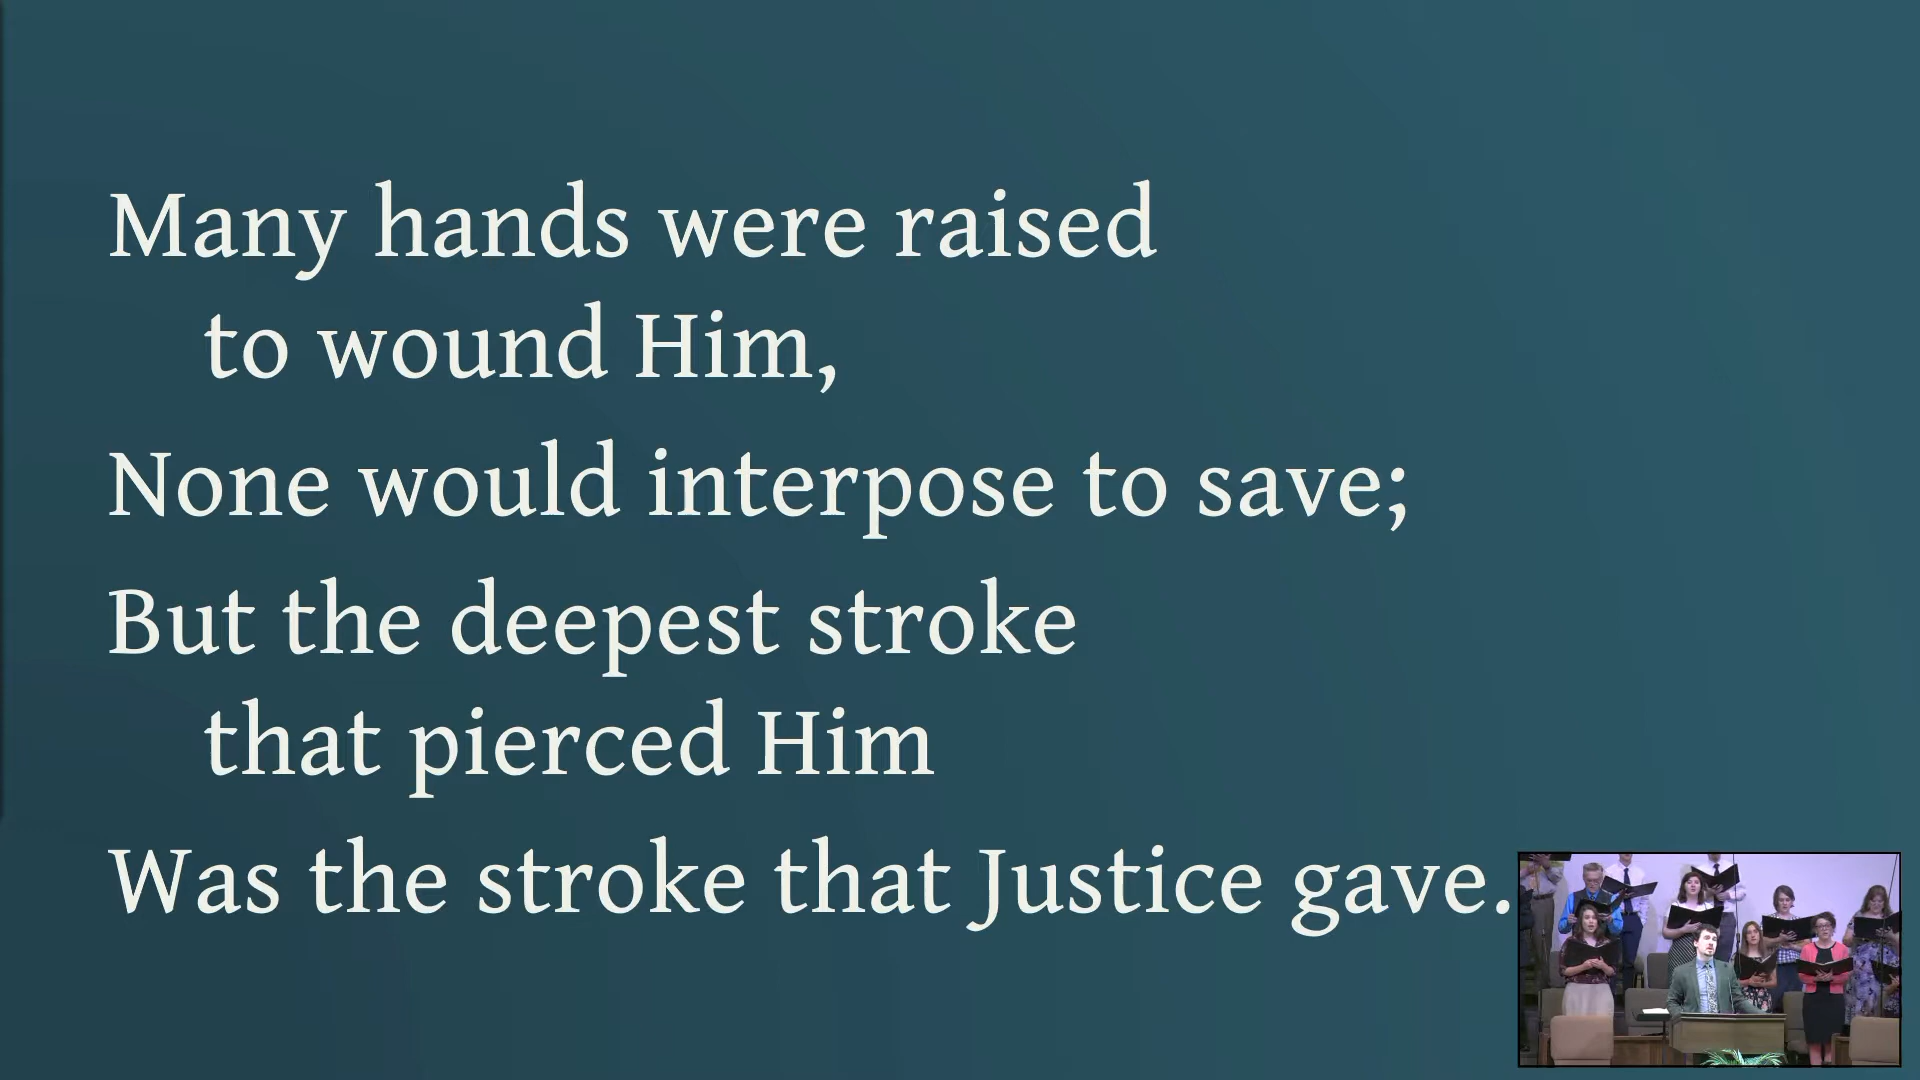 Many hands were raised
to wound Him,
None would interpose to save;
But the deepest stroke
that pierced Him
Was the stroke that Justice gave.